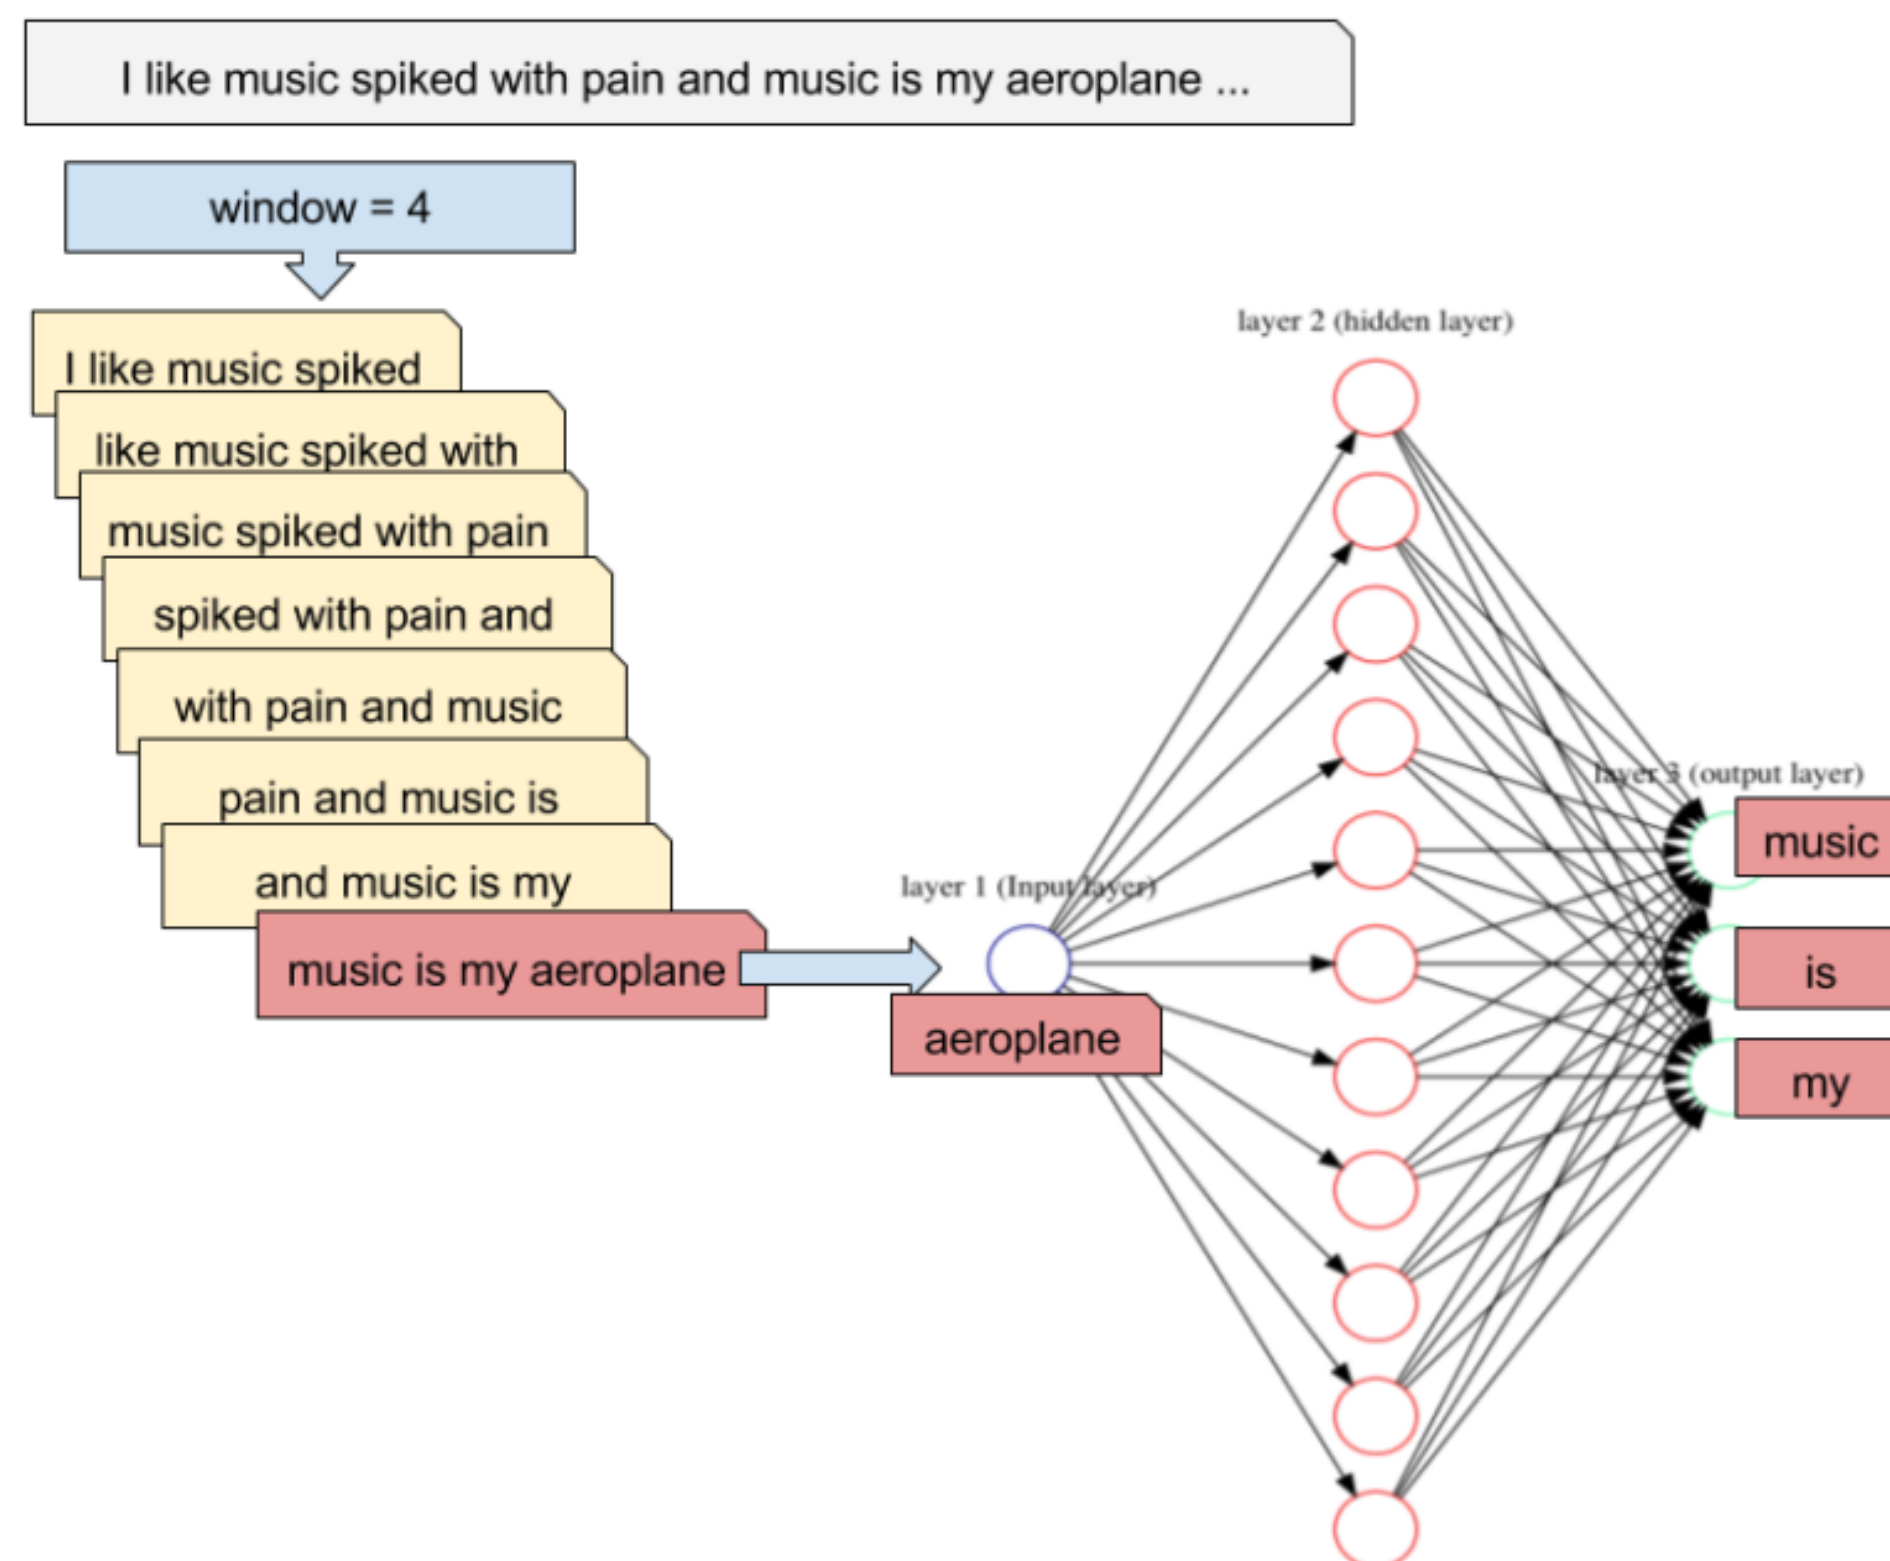 I like music spiked with pain and music is my aeroplane ...
window = 4
I like music spiked
like music spiked with
music spiked with pain
spiked with pain and
with pain and music
pain and music is
and music is my
music is my aeroplane
layer 1 (Input layer)
aeroplane
layer 2 (hidden layer)
layer 3 (output layer)
music
is
my